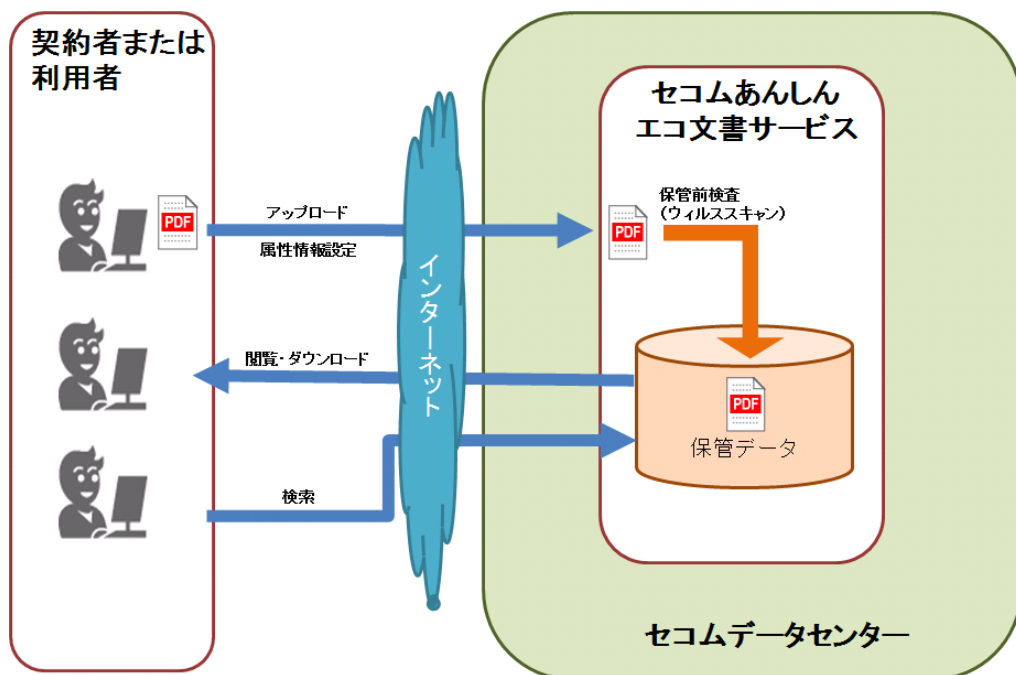 契約者または
利用者
セコムあんしん
エコ文書サービス
PDF
アップロード
属性情報設定
PDF
保管前検査
（ウィルススキャン）
インターネット
閲覧・ダウンロード
PDF
保管データ
検索
セコムデータセンター